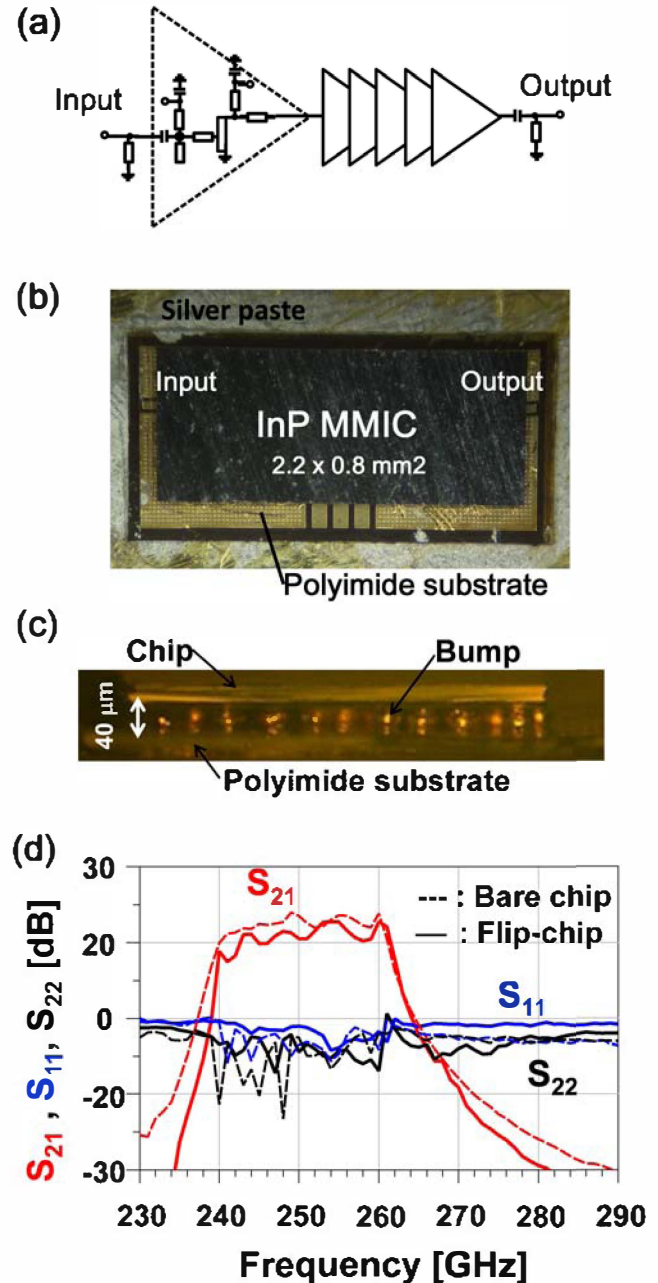 (a)
Input
Output
(b)
Silver paste
Input
Output
InP MMIC
2.2 x 0.8 mm2
Polyimide substrate
(c)
Chip
Bump
40 μm
Polyimide substrate
(d)
S21
--- : Bare chip
— : Flip-chip
S11
S22
S21 , S11, S22 [dB]
30
20
0
-20
-30
230 240 250 260 270 280 290
Frequency [GHz]